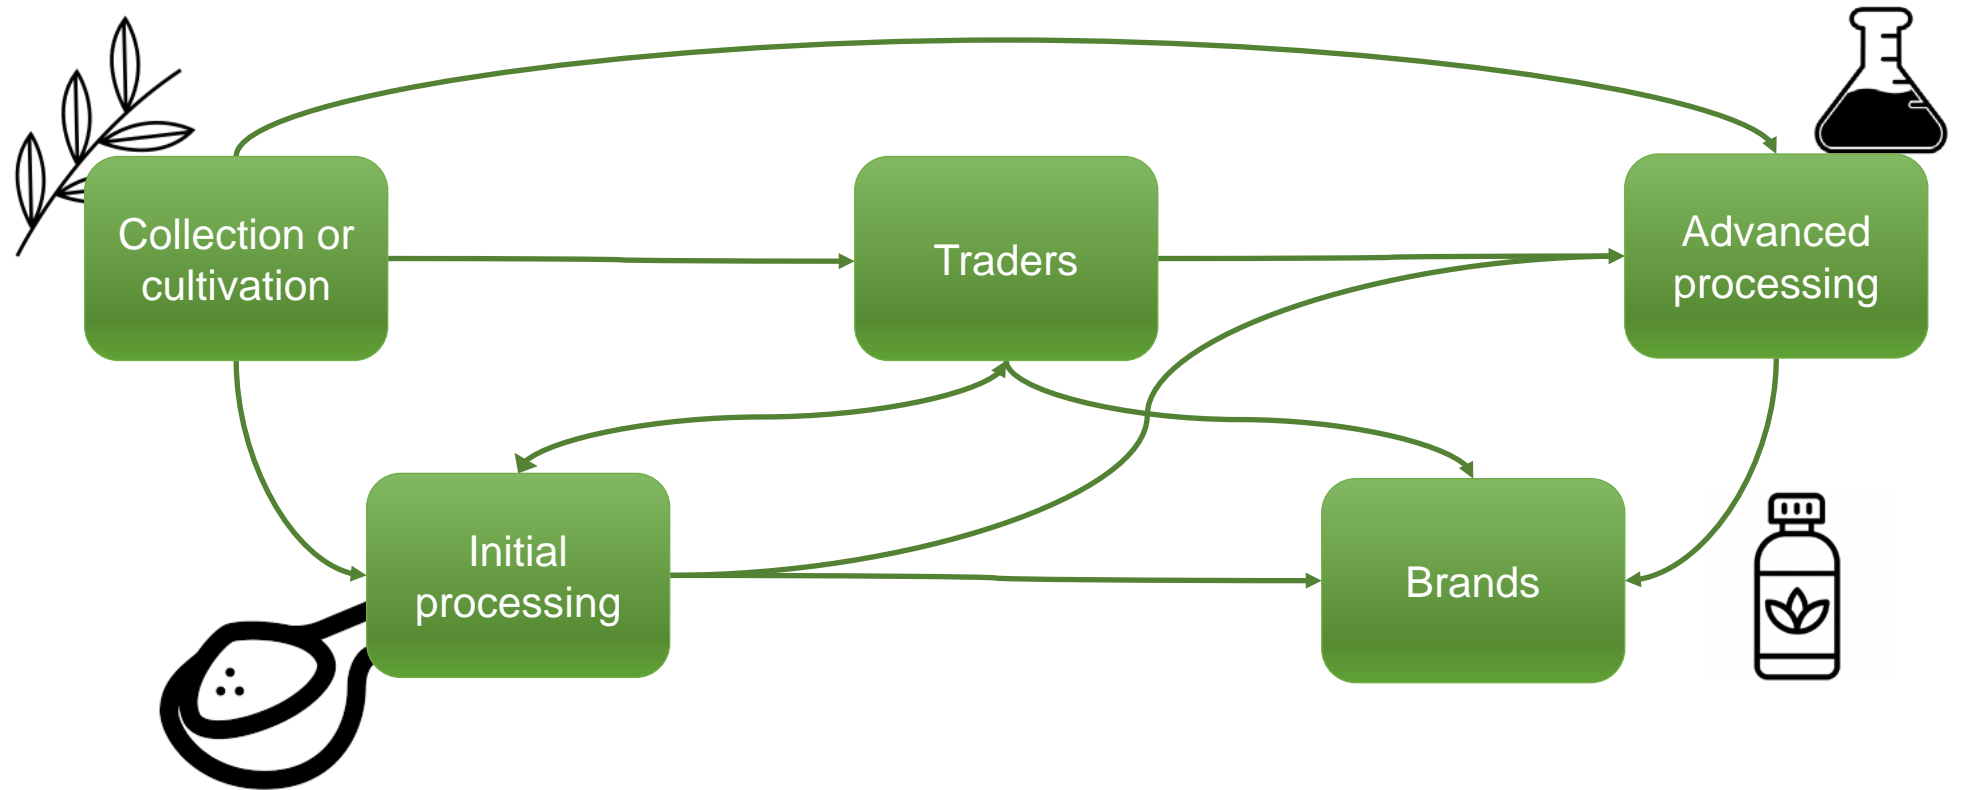 Collection or
cultivation
Traders
Advanced
processing
Initial
processing
Brands